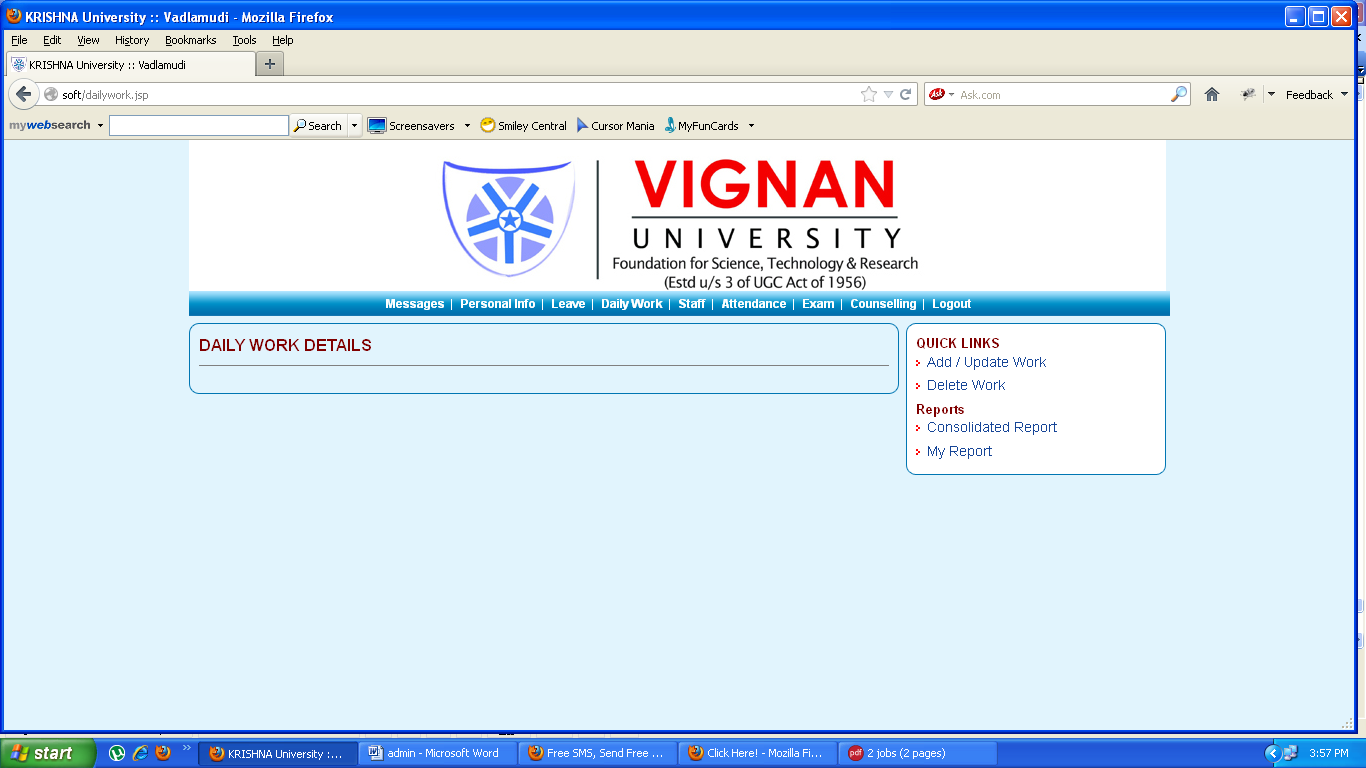 KRISHNA University :: Vadlamudi - Mozilla Firefox
File Edit View History Bookmarks Tools Help
KRISHNA University :: Vadlamudi
soft/dailywork.jsp
Ask Ask.com
Feedback
mywebsearch Search Screensavers Smiley Central Cursor Mania MyFunCards
VIGNAN
UNIVERSITY
Foundation for Science, Technology & Research
(Estd u/s 3 of UGC Act of 1956)
Messages | Personal Info | Leave | Daily Work | Staff | Attendance | Exam | Counselling | Logout
DAILY WORK DETAILS
QUICK LINKS
Add / Update Work
Delete Work
Reports
Consolidated Report
My Report
start
KRISHNA University :...
admin - Microsoft Word
Free SMS, Send Free ...
Click Here! - Mozilla Fi...
pdf 2 jobs (2 pages)
3:57 PM